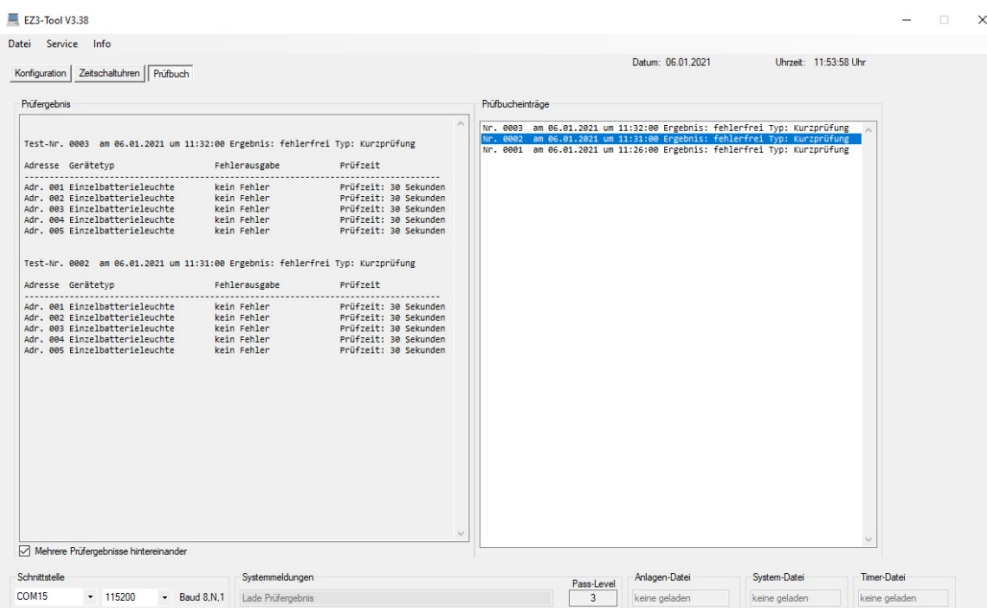 EZ3-Tool V3.38
Datei Service Info
Konfiguration Zeitschaltuhren Prüfbuch
Datum: 06.01.2021 Uhrzeit: 11:53:58 Uhr
Prüfergebnis
Test-Nr. 0003 am 06.01.2021 um 11:32:00 Ergebnis: fehlerfrei Typ: Kurzprüfung
Adresse Gerätetyp Fehlerausgabe Prüfzeit
Adr. 001 Einzelbatterieleuchte kein Fehler Prüfzeit: 30 Sekunden
Adr. 002 Einzelbatterieleuchte kein Fehler Prüfzeit: 30 Sekunden
Adr. 003 Einzelbatterieleuchte kein Fehler Prüfzeit: 30 Sekunden
Adr. 004 Einzelbatterieleuchte kein Fehler Prüfzeit: 30 Sekunden
Adr. 005 Einzelbatterieleuchte kein Fehler Prüfzeit: 30 Sekunden
Test-Nr. 0002 am 06.01.2021 um 11:31:00 Ergebnis: fehlerfrei Typ: Kurzprüfung
Adresse Gerätetyp Fehlerausgabe Prüfzeit
Adr. 001 Einzelbatterieleuchte kein Fehler Prüfzeit: 30 Sekunden
Adr. 002 Einzelbatterieleuchte kein Fehler Prüfzeit: 30 Sekunden
Adr. 003 Einzelbatterieleuchte kein Fehler Prüfzeit: 30 Sekunden
Adr. 004 Einzelbatterieleuchte kein Fehler Prüfzeit: 30 Sekunden
Adr. 005 Einzelbatterieleuchte kein Fehler Prüfzeit: 30 Sekunden
Mehrere Prüfergebnisse hintereinander
Prüfbucheinträge
Nr. 0003 am 06.01.2021 um 11:32:00 Ergebnis: fehlerfrei Typ: Kurzprüfung
Nr. 0002 am 06.01.2021 um 11:31:00 Ergebnis: fehlerfrei Typ: Kurzprüfung
Nr. 0001 am 06.01.2021 um 11:26:00 Ergebnis: fehlerfrei Typ: Kurzprüfung
Schnittstelle Systemmeldungen Pass-Level Anlagen-Datei System-Datei Timer-Datei
COM15 115200 Baud 8,N,1 Lade Prüfergebnis 3 keine geladen keine geladen keine geladen